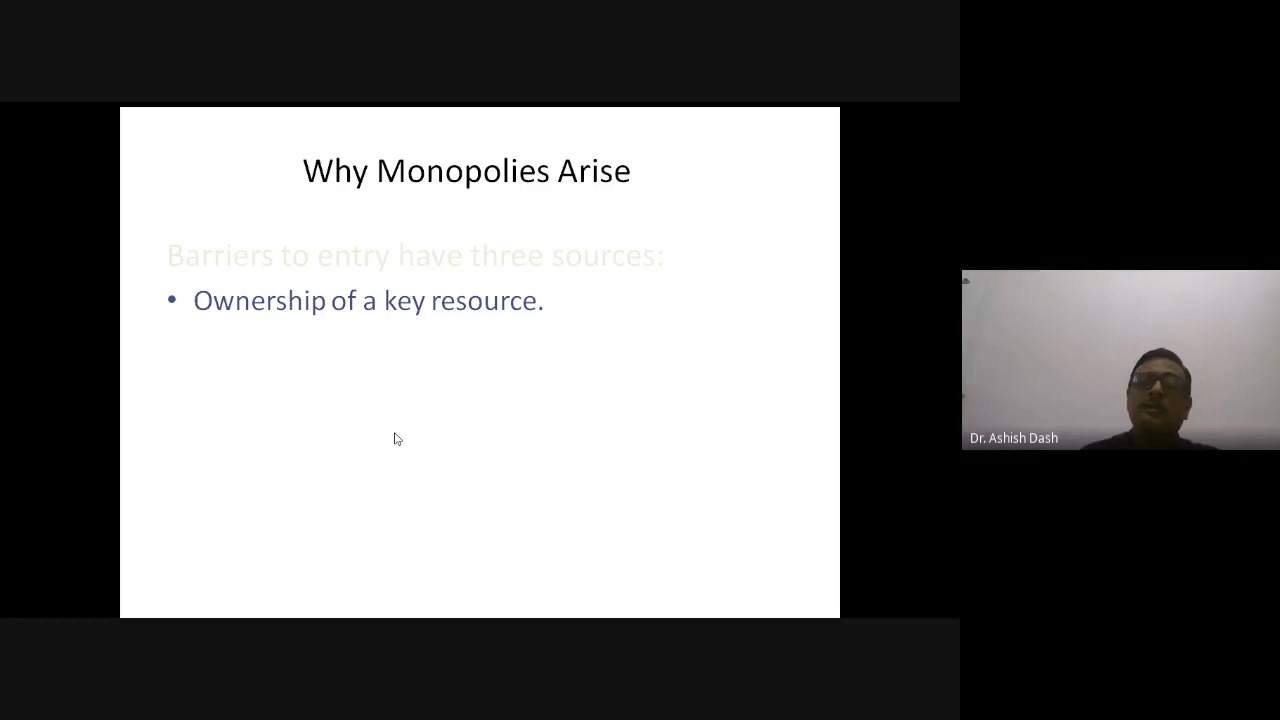 Why Monopolies Arise
Barriers to entry have three sources:
• Ownership of a key resource.
Dr. Ashish Dash